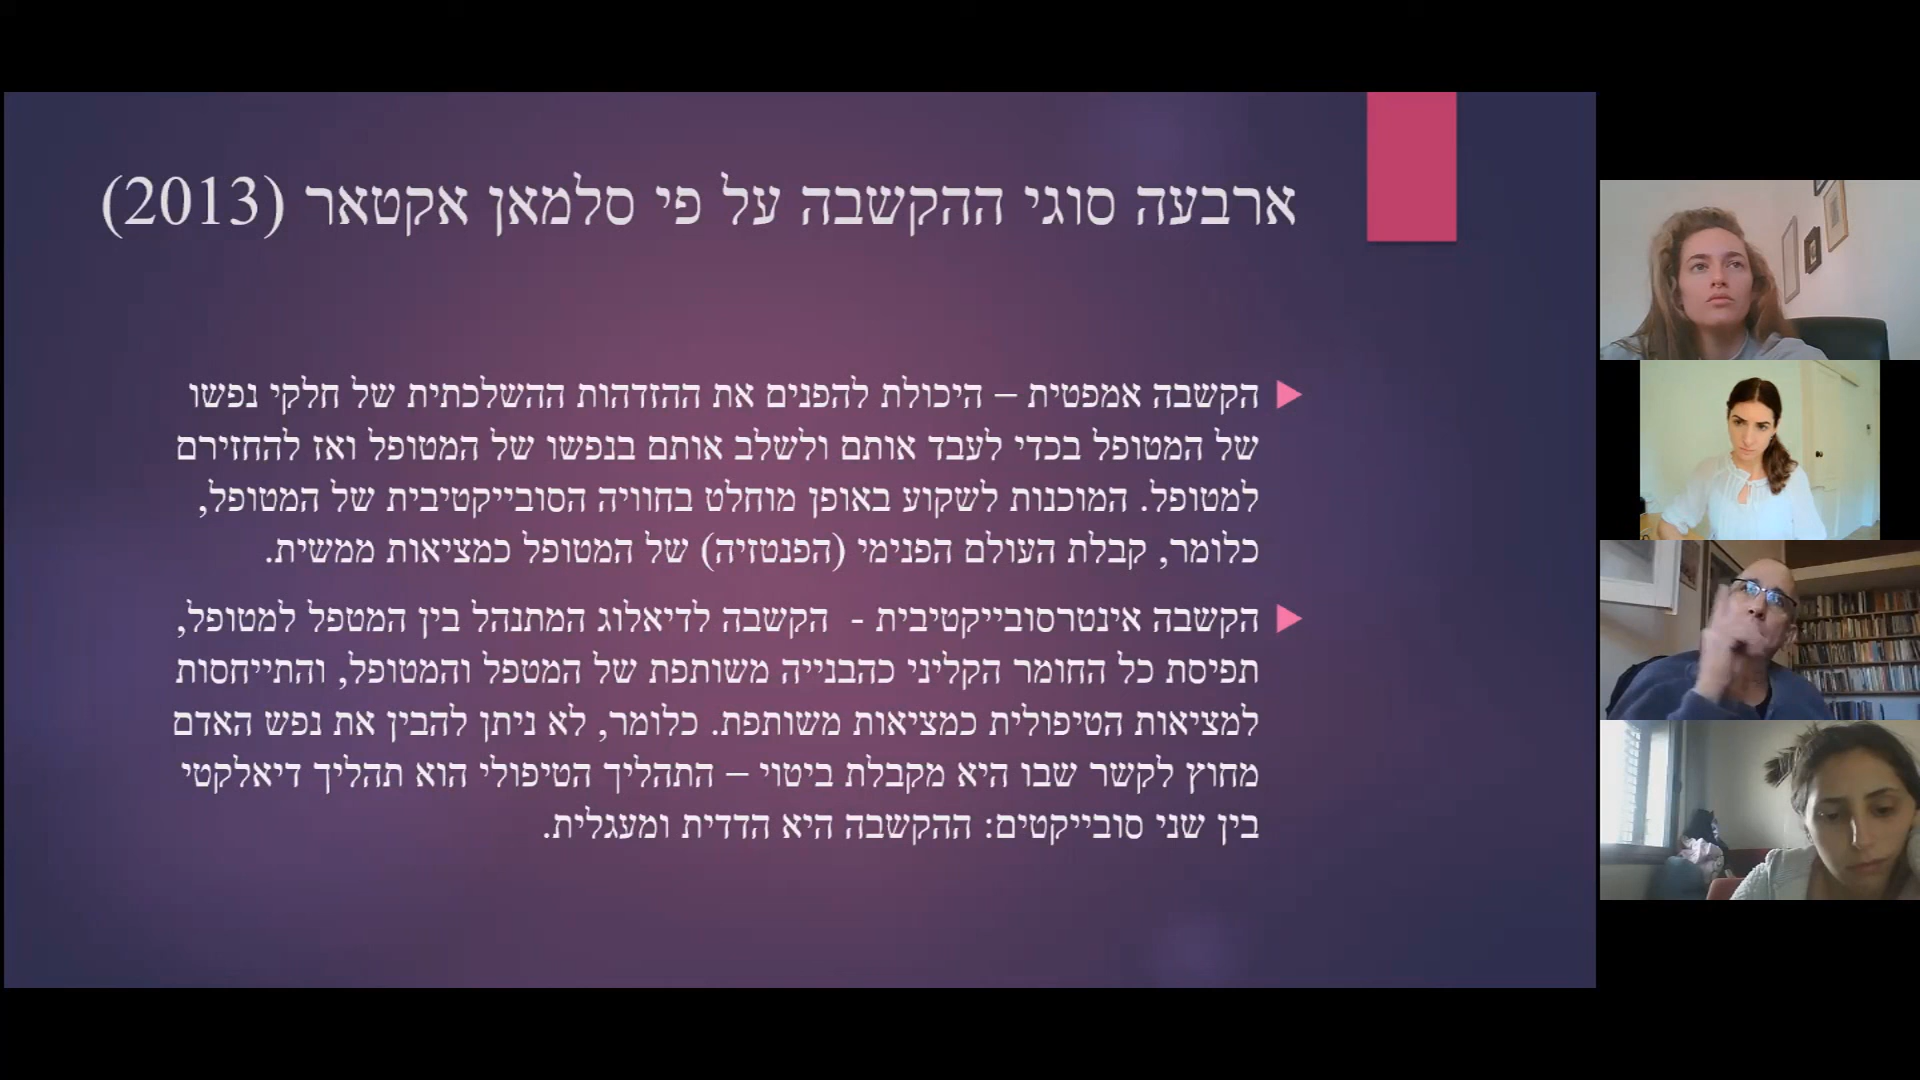 ארבעה סוגי ההקשבה על פי סלמאן אקטאר (2013)
הקשבה אמפטית – היכולת להפנים את ההזדהות ההשלכתית של חלקי נפשו
של המטופל בכדי לעבד אותם ולשלב אותם בנפשו של המטופל ואז להחזירם
למטופל. המוכנות לשקוע באופן מוחלט בחוויה הסובייקטיבית של המטופל,
כלומר, קבלת העולם הפנימי (הפנטזיה) של המטופל כמציאות ממשית.
הקשבה אינטרסובייקטיבית - הקשבה לדיאלוג המתנהל בין המטפל למטופל,
תפיסת כל החומר הקליני כהבנייה משותפת של המטפל והמטופל, והתייחסות
למציאות הטיפולית כמציאות משותפת. כלומר, לא ניתן להבין את נפש האדם
מחוץ לקשר שבו היא מקבלת ביטוי – התהליך הטיפולי הוא תהליך דיאלקטי
בין שני סובייקטים: ההקשבה היא הדדית ומעגלית.